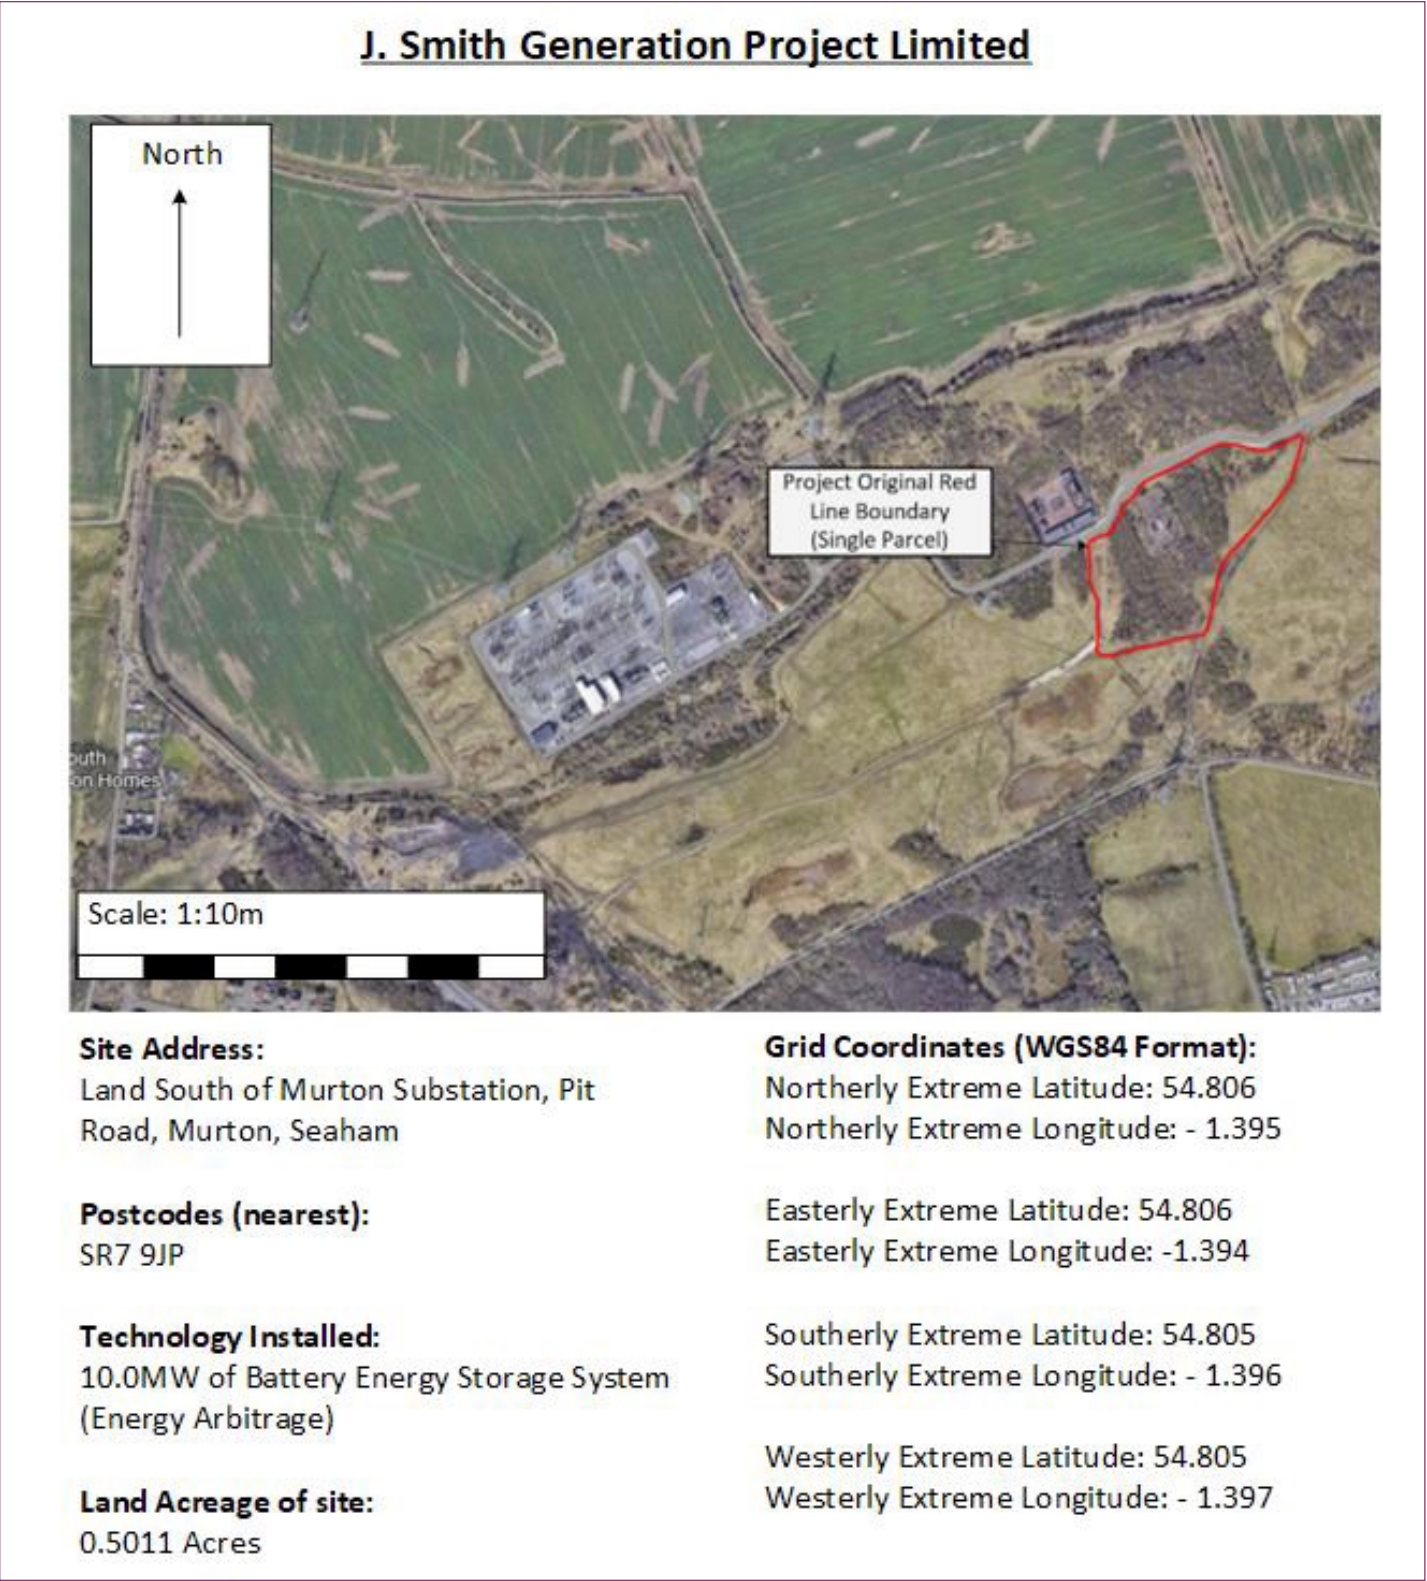 J. Smith Generation Project Limited
North
Project Original Red
Line Boundary
(Single Parcel)
on Homes
Scale: 1:10m
Site Address:
Land South of Murton Substation, Pit
Road, Murton, Seaham
Postcodes (nearest):
SR7 9JP
Technology Installed:
10.0MW of Battery Energy Storage System
(Energy Arbitrage)
Land Acreage of site:
0.5011 Acres
Grid Coordinates (WGS84 Format):
Northerly Extreme Latitude: 54.806
Northerly Extreme Longitude: - 1.395
Easterly Extreme Latitude: 54.806
Easterly Extreme Longitude: -1.394
Southerly Extreme Latitude: 54.805
Southerly Extreme Longitude: - 1.396
Westerly Extreme Latitude: 54.805
Westerly Extreme Longitude: - 1.397